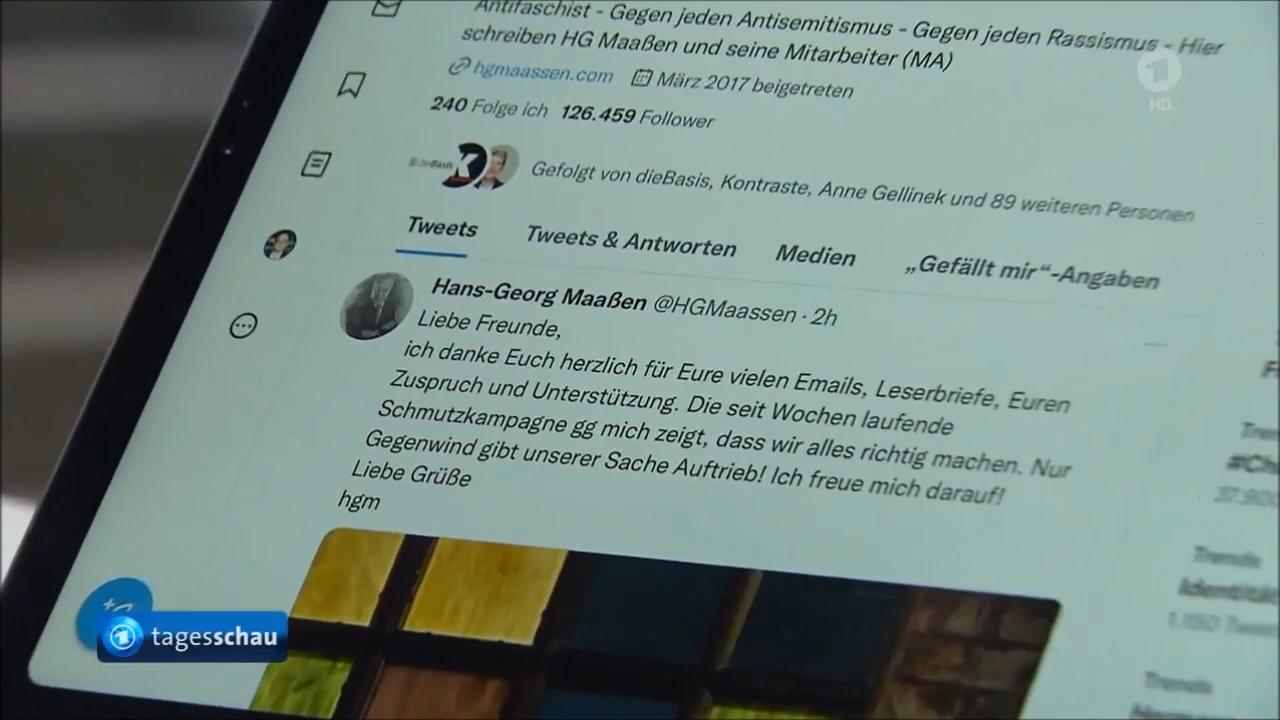 Antifaschist - Gegen jeden Antisemitismus - Gegen jeden Rassismus - Hier
schreiben HG Maaßen und seine Mitarbeiter (MA)
hgmaassen.com März 2017 beigetreten
240 Folge ich 126.459 Follower
Gefolgt von dieBasis, Kontraste, Anne Gellinek und 89 weiteren Personen
Tweets Tweets & Antworten Medien „Gefällt mir“-Angaben
Hans-Georg Maaßen @HGMaassen · 2h
Liebe Freunde,
ich danke Euch herzlich für Eure vielen Emails, Leserbriefe, Euren
Zuspruch und Unterstützung. Die seit Wochen laufende
Schmutzkampagne gg mich zeigt, dass wir alles richtig machen. Nur
Gegenwind gibt unserer Sache Auftrieb! Ich freue mich darauf!
Liebe Grüße
hgm
Trends
Trends
tagesschau
1
HD